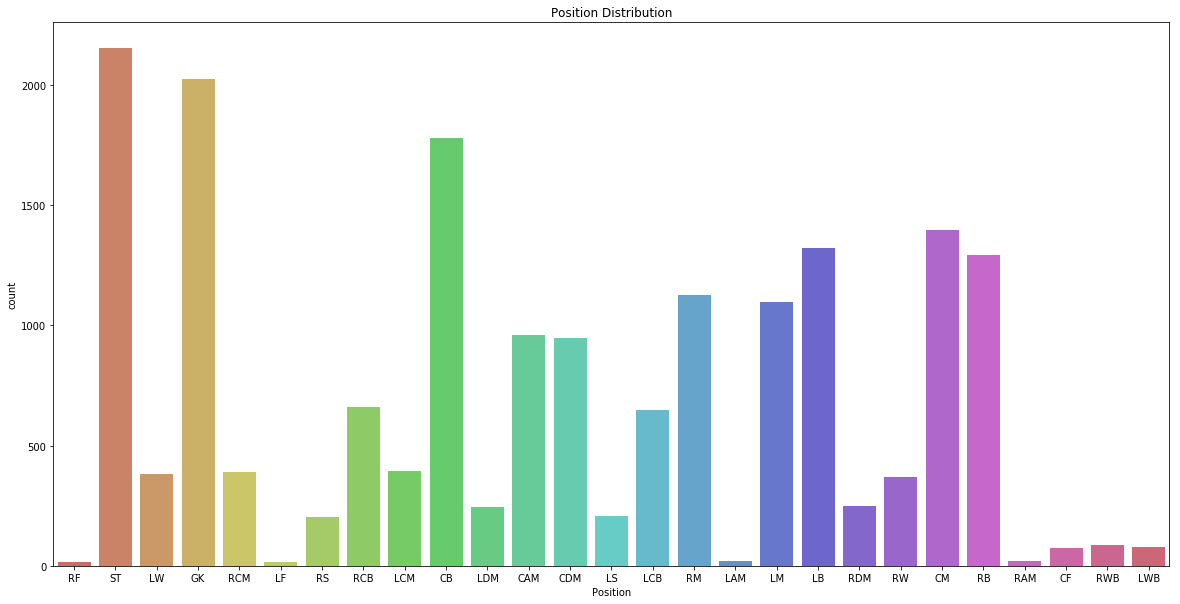 Position Distribution
2000
1500
1000
500
0
count
RF ST LW GK RCM LF RS RCB LCM CB LDM CAM CDM LS LCB RM LAM LM LB RDM RW CM RB RAM CF RWB LWB
Position